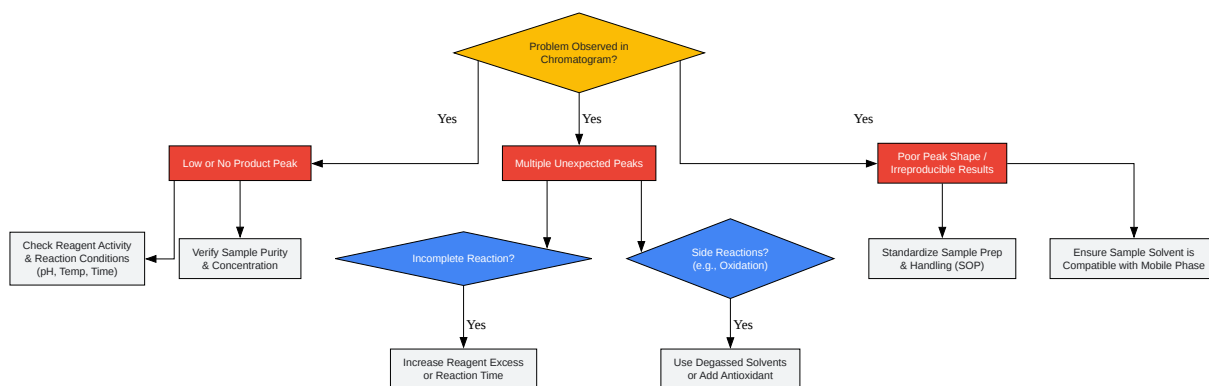 Problem Observed in
Chromatogram?
Yes
Yes
Yes
Low or No Product Peak
Multiple Unexpected Peaks
Poor Peak Shape /
Irreproducible Results
Check Reagent Activity
& Reaction Conditions
(pH, Temp, Time)
Verify Sample Purity
& Concentration
Incomplete Reaction?
Side Reactions?
(e.g., Oxidation)
Standardize Sample Prep
& Handling (SOP)
Ensure Sample Solvent is
Compatible with Mobile Phase
Yes
Yes
Increase Reagent Excess
or Reaction Time
Use Degassed Solvents
or Add Antioxidant